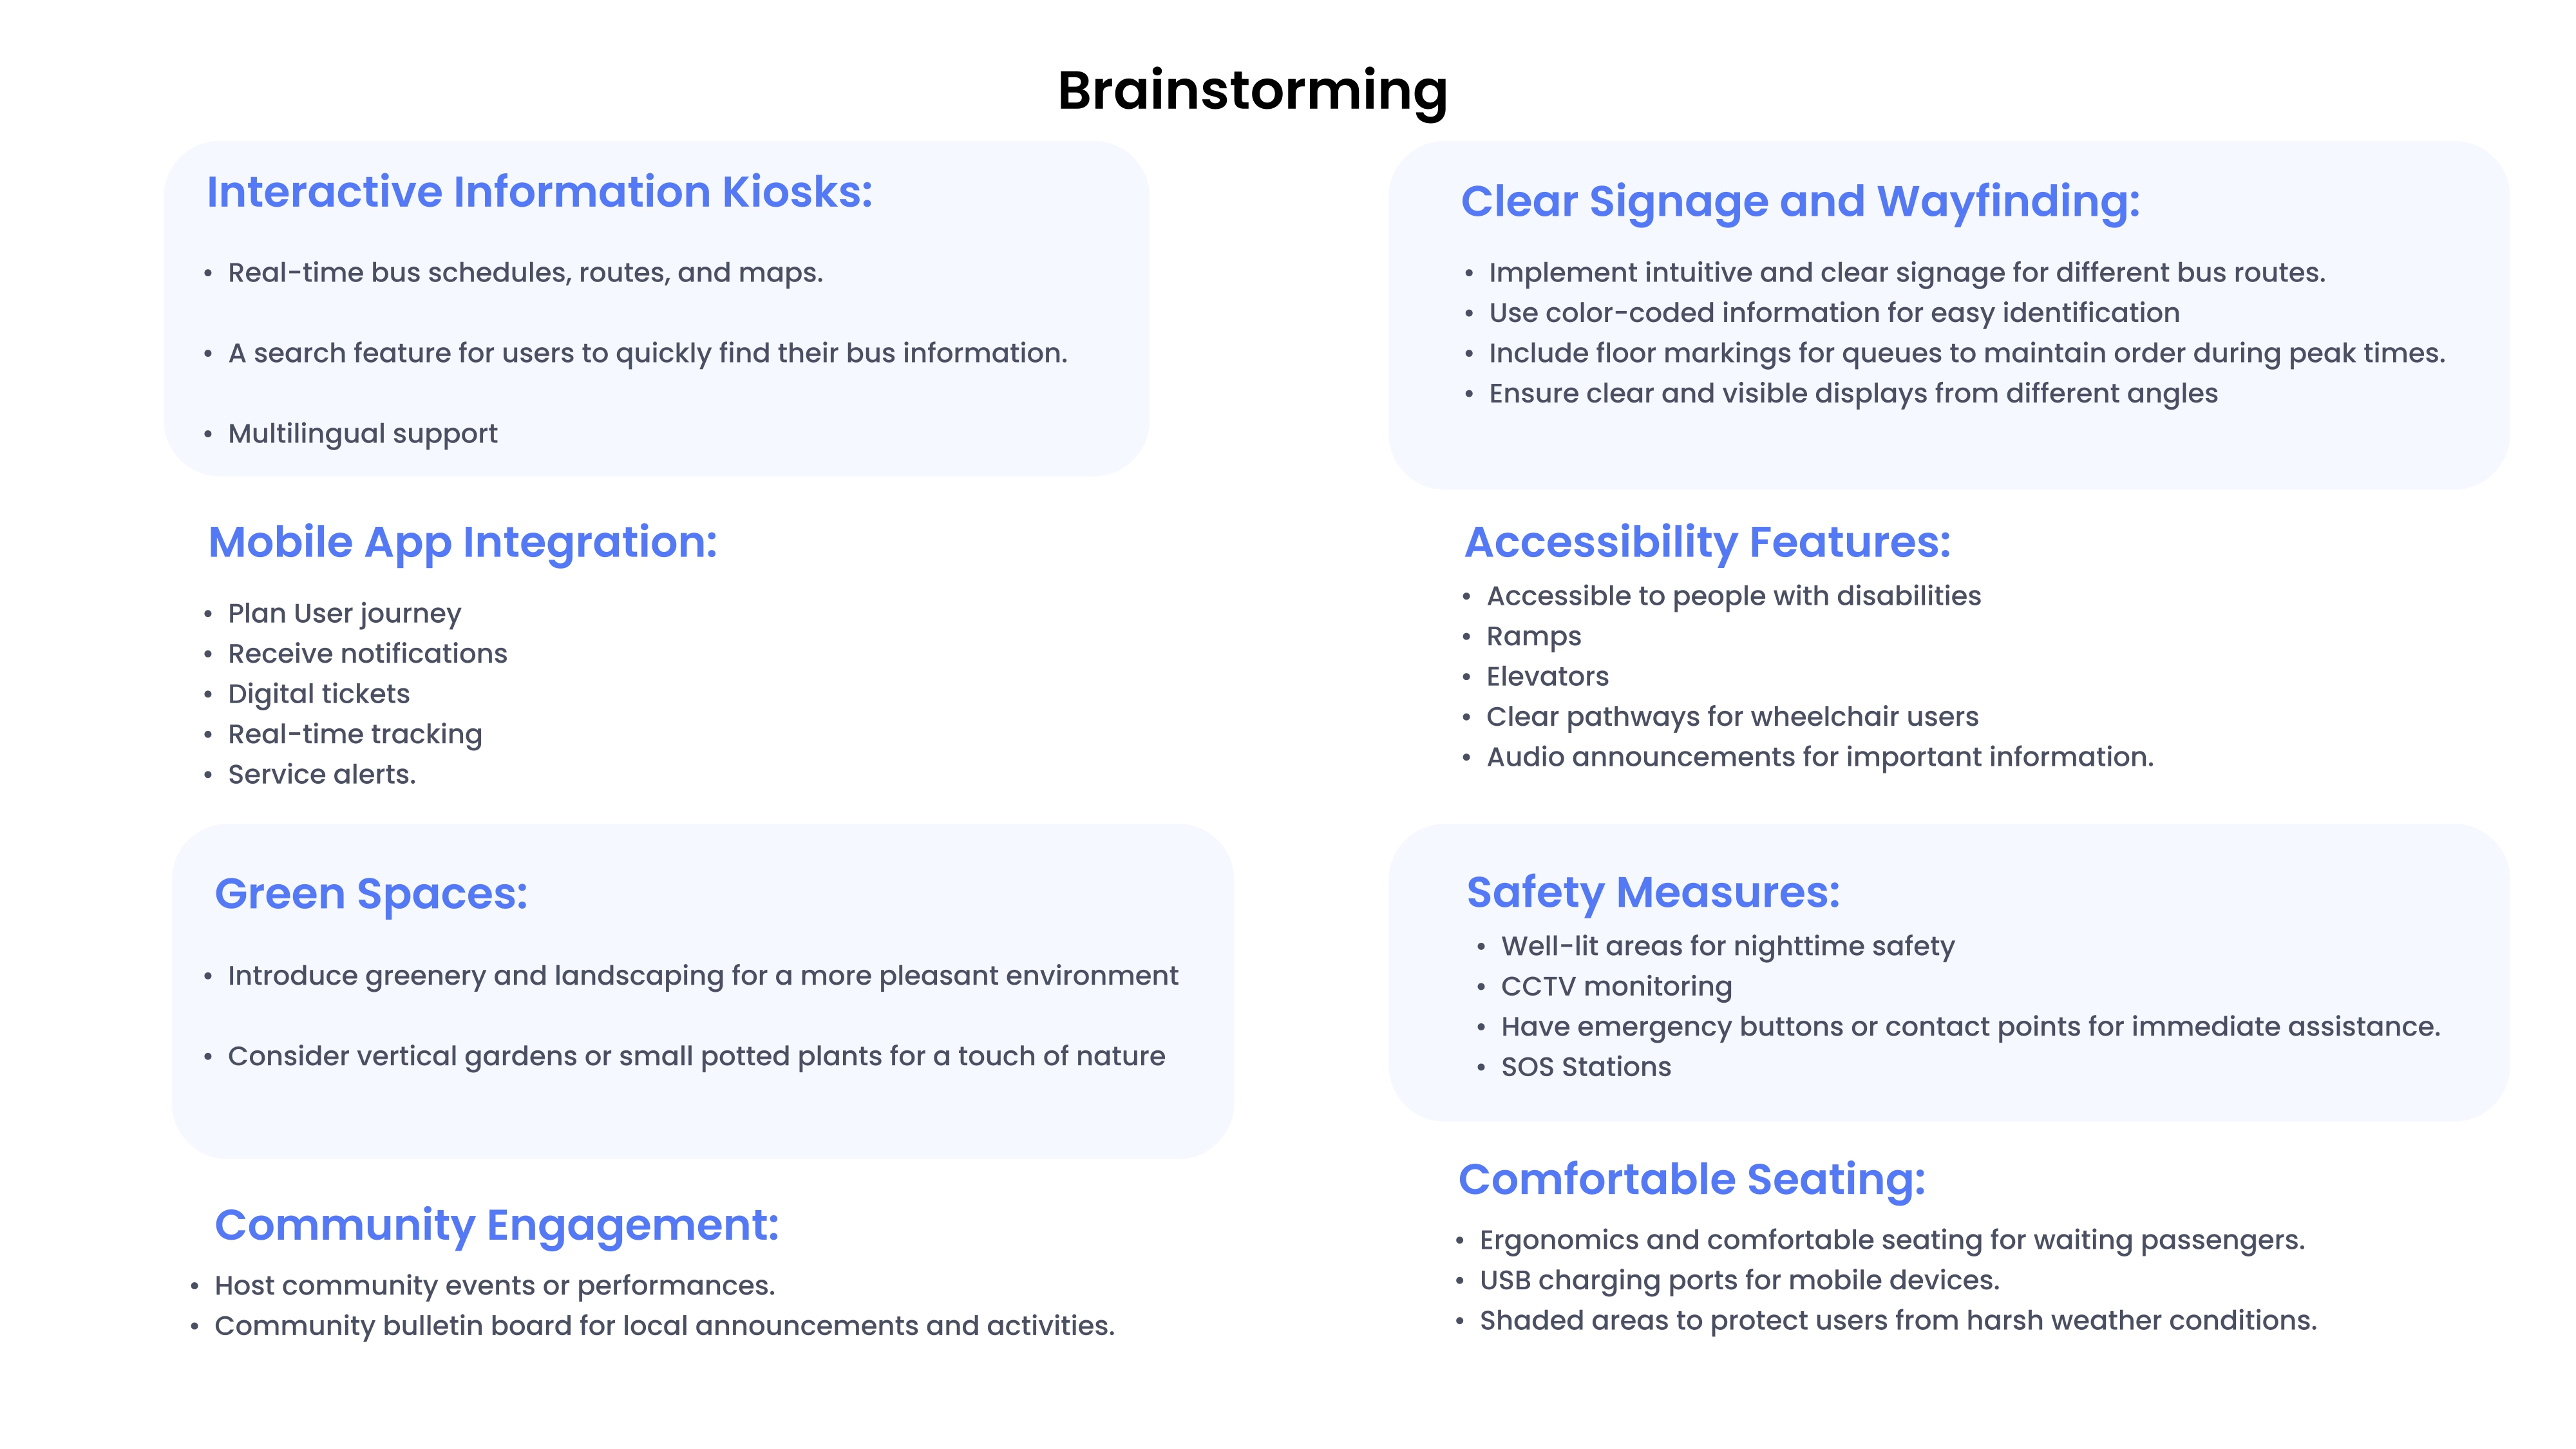 Brainstorming
Interactive Information Kiosks:
• Real-time bus schedules, routes, and maps.
• A search feature for users to quickly find their bus information.
• Multilingual support
Clear Signage and Wayfinding:
• Implement intuitive and clear signage for different bus routes.
• Use color-coded information for easy identification
• Include floor markings for queues to maintain order during peak times.
• Ensure clear and visible displays from different angles
Mobile App Integration:
• Plan User journey
• Receive notifications
• Digital tickets
• Real-time tracking
• Service alerts.
Accessibility Features:
• Accessible to people with disabilities
• Ramps
• Elevators
• Clear pathways for wheelchair users
• Audio announcements for important information.
Green Spaces:
• Introduce greenery and landscaping for a more pleasant environment
• Consider vertical gardens or small potted plants for a touch of nature
Safety Measures:
• Well-lit areas for nighttime safety
• CCTV monitoring
• Have emergency buttons or contact points for immediate assistance.
• SOS Stations
Community Engagement:
• Host community events or performances.
• Community bulletin board for local announcements and activities.
Comfortable Seating:
• Ergonomics and comfortable seating for waiting passengers.
• USB charging ports for mobile devices.
• Shaded areas to protect users from harsh weather conditions.